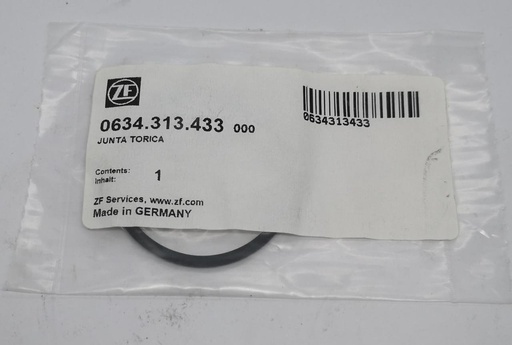 ZF
0634.313.433 000
JUNTA TORICA
0634313433
Contents:
Inhalt: 1
ZF Services, www.zf.com
Made in GERMANY